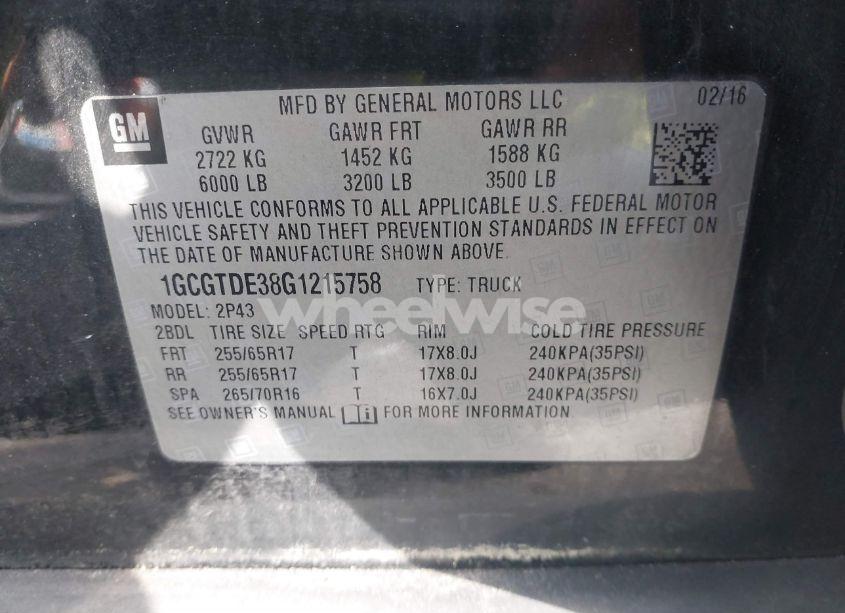 GM
MFD BY GENERAL MOTORS LLC 02/16
GVWR GAWR FRT GAWR RR
2722 KG 1452 KG 1588 KG
6000 LB 3200 LB 3500 LB
THIS VEHICLE CONFORMS TO ALL APPLICABLE U.S. FEDERAL MOTOR
VEHICLE SAFETY AND THEFT PREVENTION STANDARDS IN EFFECT ON
THE DATE OF MANUFACTURE SHOWN ABOVE.
1GCGTDE38G1215758 TYPE: TRUCK
wheelwise
MODEL: 2P43
2BDL TIRE SIZE SPEED RTG RIM COLD TIRE PRESSURE
FRT 255/65R17 T 17X8.0J 240KPA(35PSI)
RR 255/65R17 T 17X8.0J 240KPA(35PSI)
SPA 265/70R16 T 16X7.0J 240KPA(35PSI)
SEE OWNER'S MANUAL FOR MORE INFORMATION